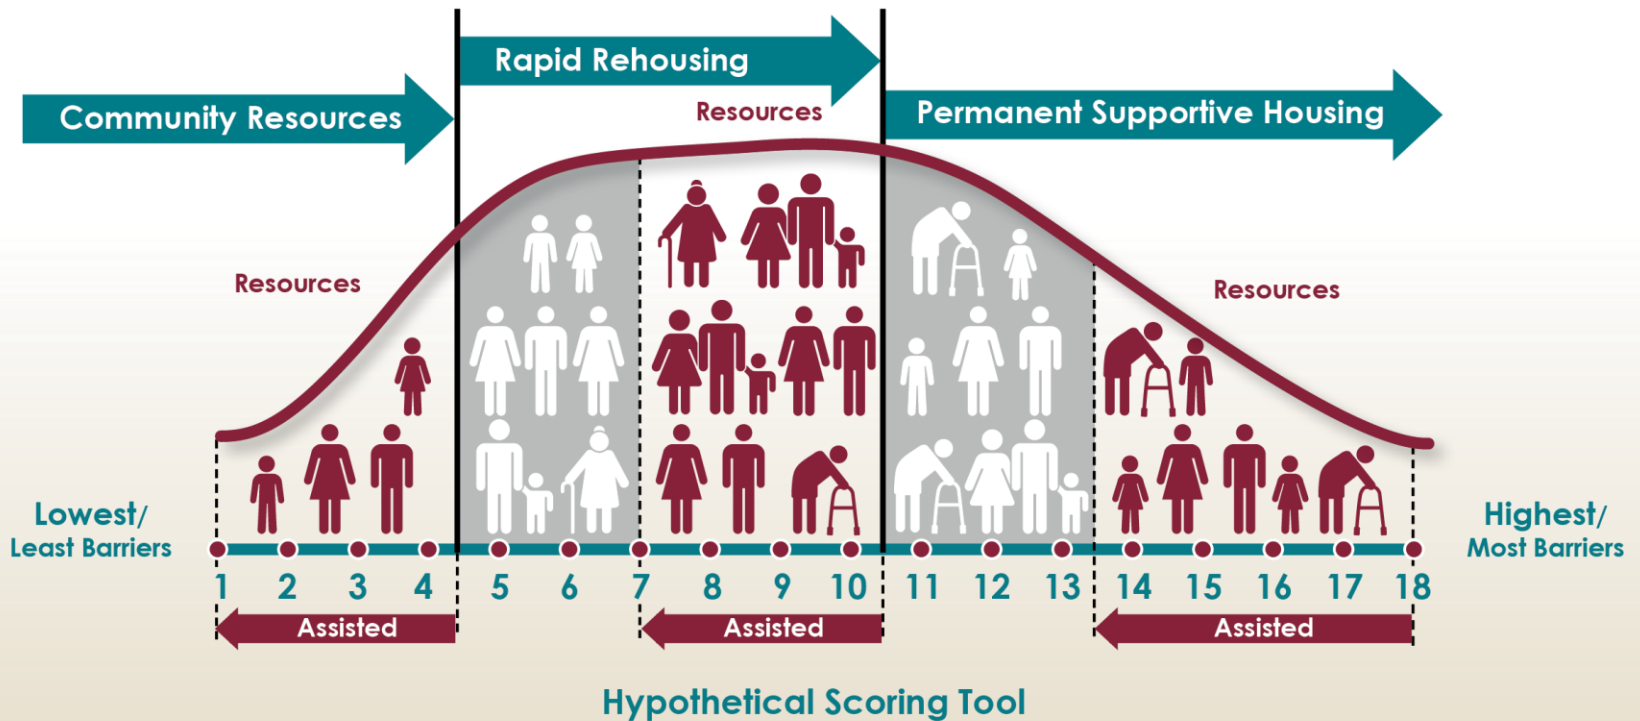 Rapid Rehousing
Community Resources
Resources
Permanent Supportive Housing
Resources
Resources
Lowest/
Least Barriers
Highest/
Most Barriers
1 2 3 4 5 6 7 8 9 10 11 12 13 14 15 16 17 18
Assisted Assisted Assisted
Hypothetical Scoring Tool